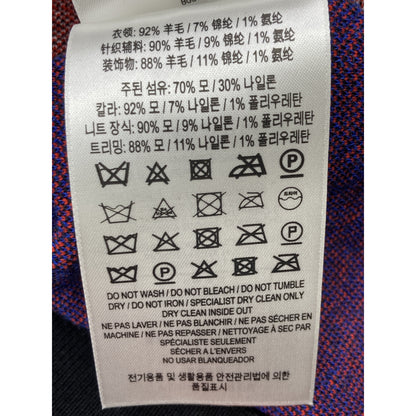 衣领: 92% 羊毛 / 7% 锦纶 / 1% 氨纶
针织辅料: 90% 羊毛 / 9% 锦纶 / 1% 氨纶
装饰物: 88% 羊毛 / 11% 锦纶 / 1% 氨纶
주된 섬유: 70% 모 / 30% 나일론
칼라: 92% 모 / 7% 나일론 / 1% 폴리우레탄
니트 장식: 90% 모 / 9% 나일론 / 1% 폴리우레탄
트리밍: 88% 모 / 11% 나일론 / 1% 폴리우레탄
P
P
P
DO NOT WASH / DO NOT BLEACH / DO NOT TUMBLE
DRY / DO NOT IRON / SPECIALIST DRY CLEAN ONLY
DRY CLEAN INSIDE OUT
NE PAS LAVER / NE PAS BLANCHIR / NE PAS SÉCHER EN
MACHINE / NE PAS REPASSER / NETTOYAGE À SEC PAR
SPÉCIALISTE SEULEMENT
SÉCHER A L'ENVERS
NO USAR BLANQUEADOR
전기용품 및 생활용품 안전관리법에 의한
품질표시